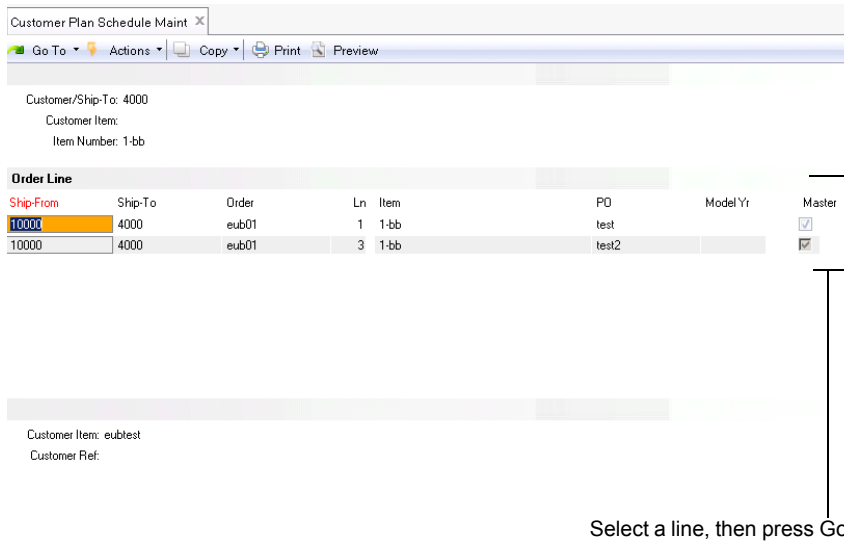 Customer Plan Schedule Maint
Go To Actions Copy Print Preview
Customer/Ship-To: 4000
Customer Item:
Item Number: 1-bb
Order Line
Ship-From Ship-To Order Ln Item PO Model Yr Master
10000 4000 eub01 1 1-bb test
10000 4000 eub01 3 1-bb test2
Customer Item: eubtest
Customer Ref:
Select a line, then press Go